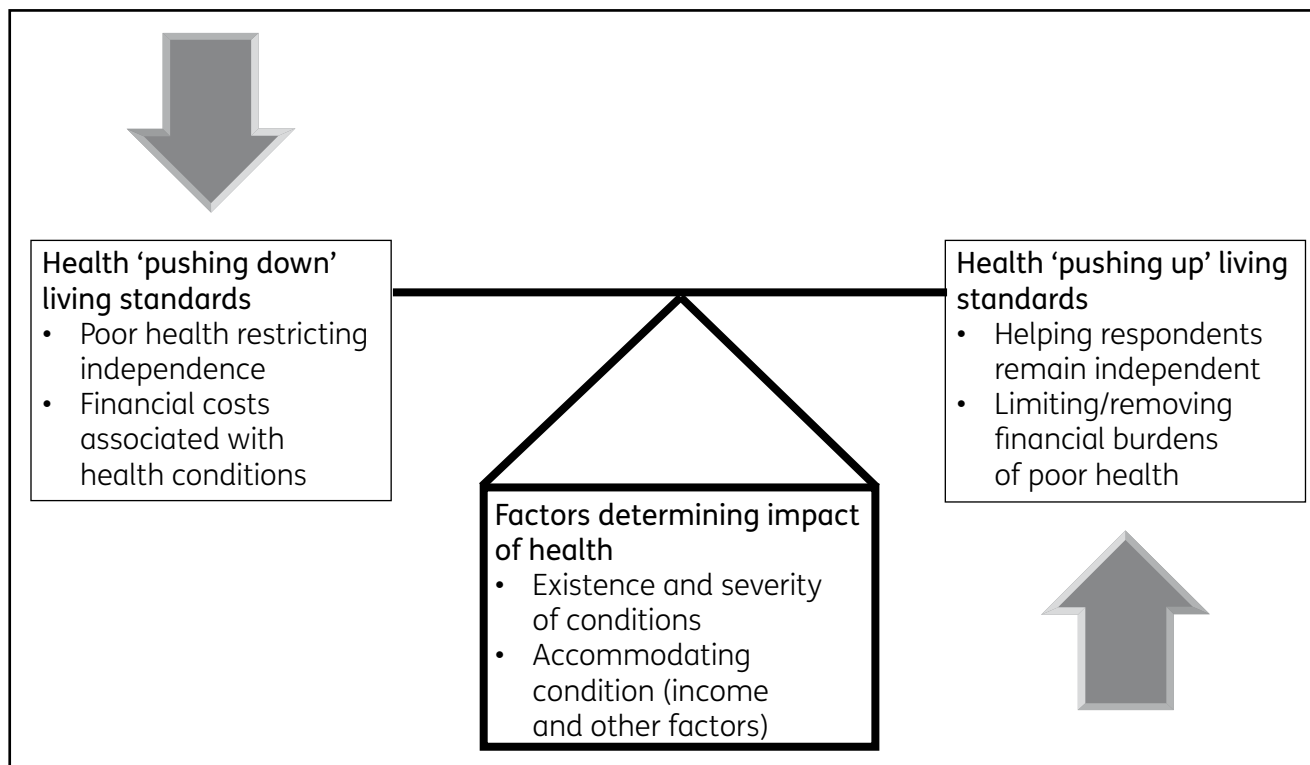 Health ‘pushing down’
living standards
• Poor health restricting
independence
• Financial costs
associated with
health conditions
Factors determining impact
of health
• Existence and severity
of conditions
• Accommodating
condition (income
and other factors)
Health ‘pushing up’ living
standards
• Helping respondents
remain independent
• Limiting/removing
financial burdens
of poor health